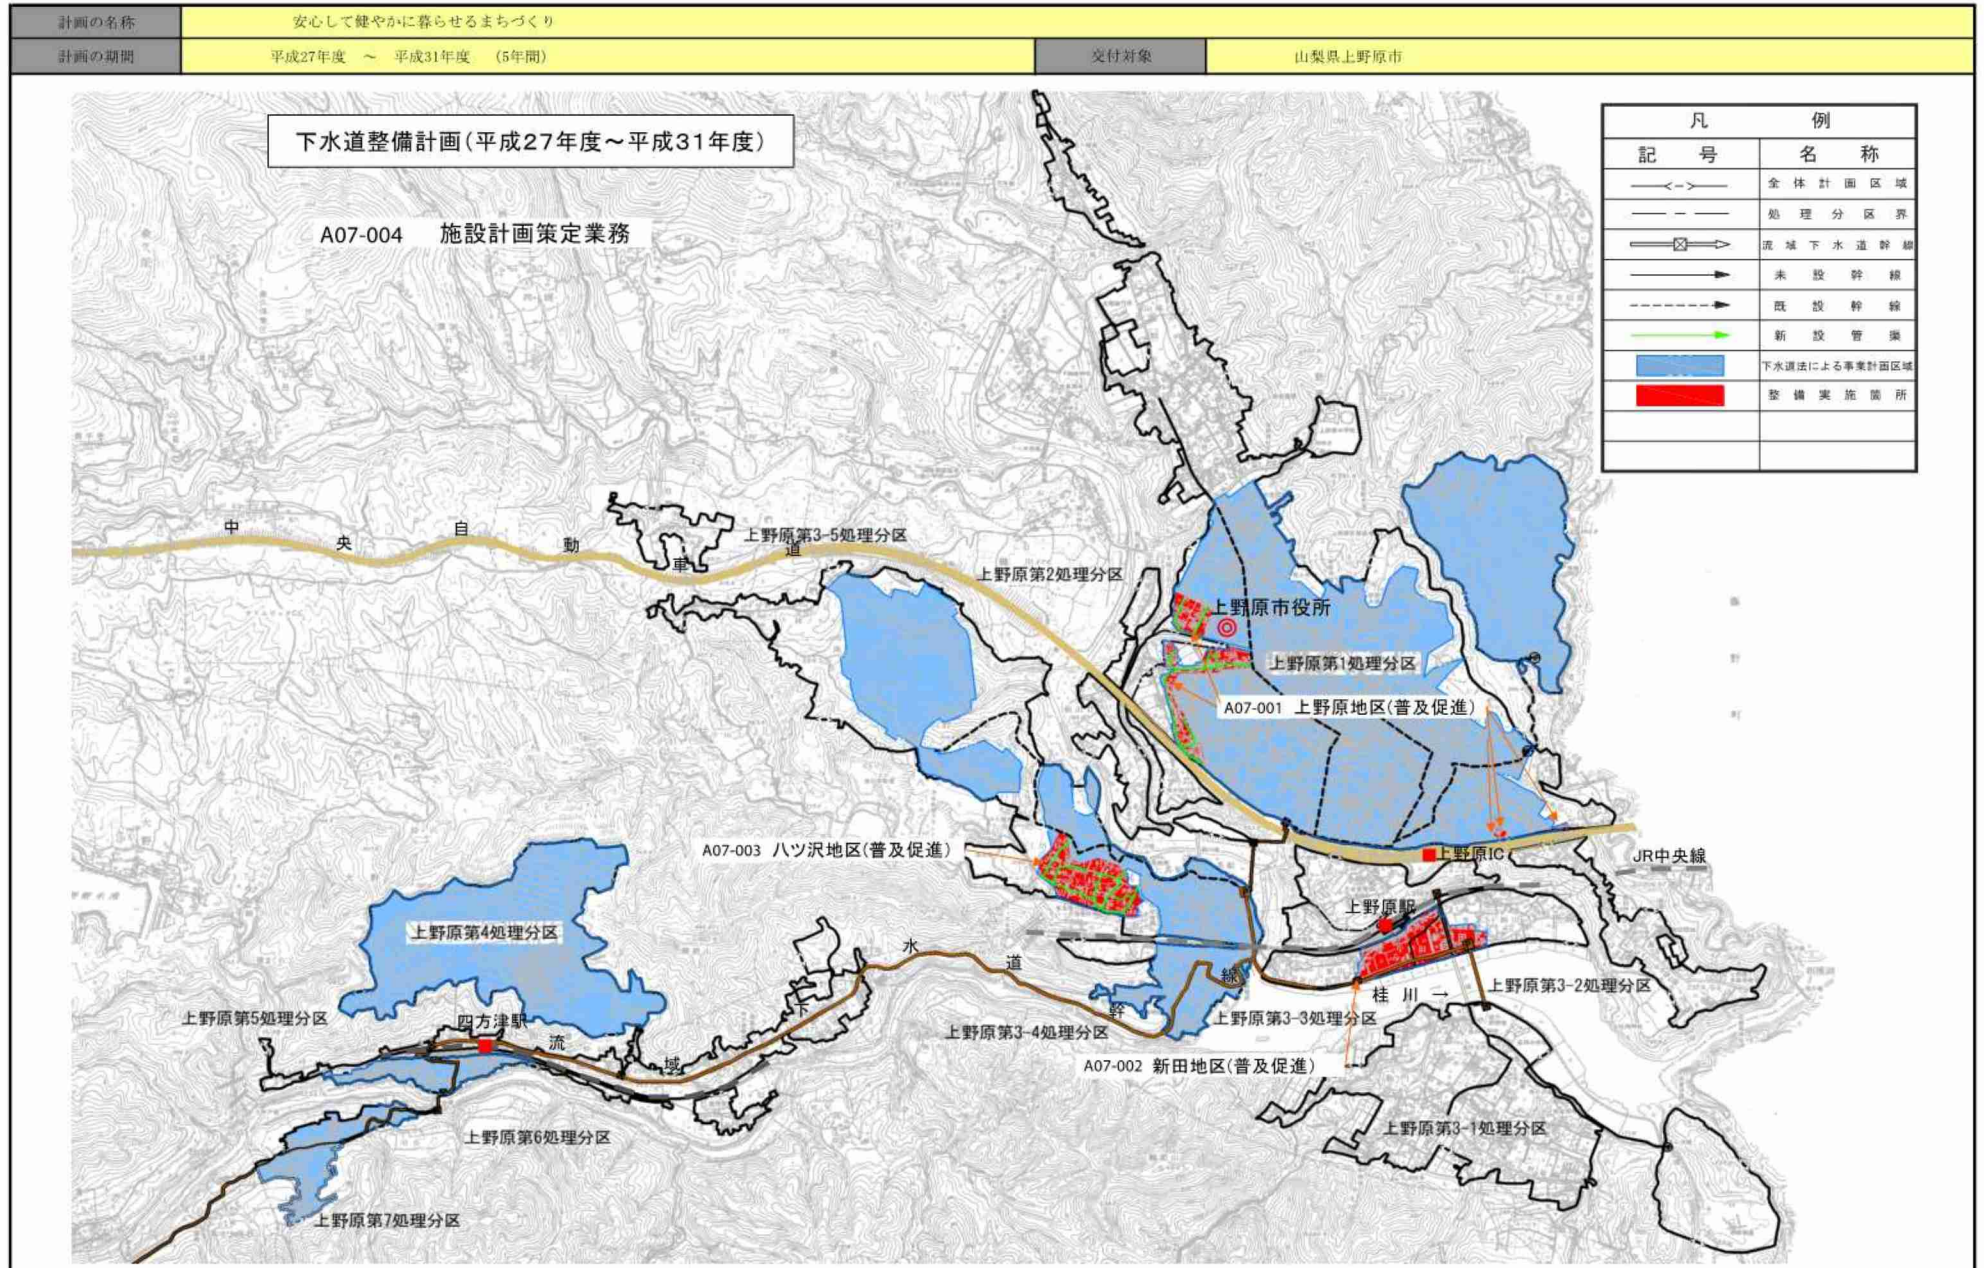 計画の名称 安心して健やかに暮らせるまちづくり
計画の期間 平成27年度 ～ 平成31年度 (5年間) 交付対象 山梨県上野原市
下水道整備計画(平成27年度～平成31年度)
A07-004 施設計画策定業務
凡 例
記 号 名 称
全体計画区域
処理分区界
流域下水道幹線
未設幹線
既設幹線
新設管渠
下水道法による事業計画区域
整備実施箇所
中央自動車道
上野原第3-5処理分区
上野原第2処理分区
上野原市役所
上野原第1処理分区
A07-001 上野原地区(普及促進)
A07-003 八ツ沢地区(普及促進)
上野原IC
JR中央線
上野原駅
上野原第4処理分区
流域下水道幹線
桂川→
上野原第3-2処理分区
上野原第5処理分区
四方津駅
上野原第3-4処理分区
上野原第3-3処理分区
A07-002 新田地区(普及促進)
上野原第6処理分区
上野原第3-1処理分区
上野原第7処理分区